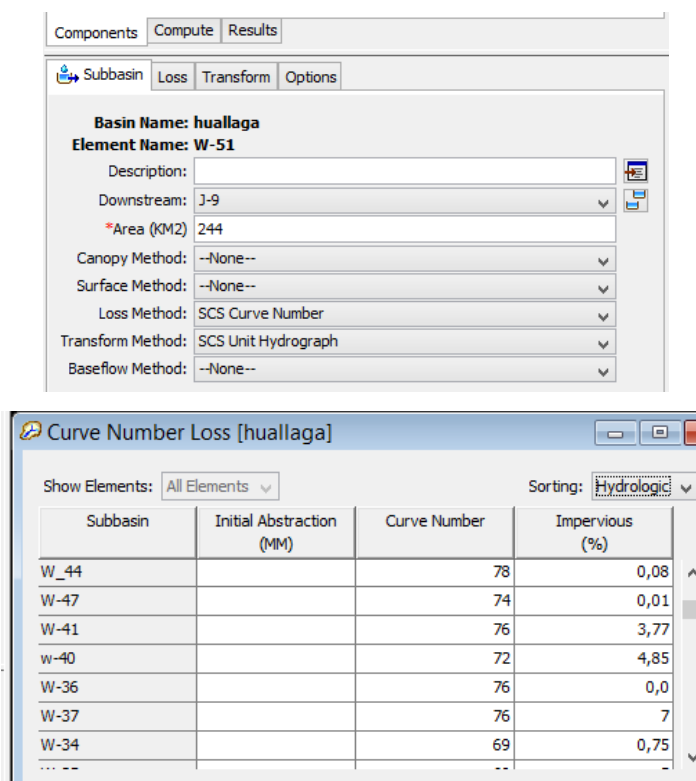 Components Compute Results
Subbasin Loss Transform Options
Basin Name: huallaga
Element Name: W-51
Description:
Downstream: J-9
*Area (KM2) 244
Canopy Method: --None--
Surface Method: --None--
Loss Method: SCS Curve Number
Transform Method: SCS Unit Hydrograph
Baseflow Method: --None--
Curve Number Loss [huallaga]
Show Elements: All Elements Sorting: Hydrologic
Subbasin Initial Abstraction Curve Number Impervious
(MM) (%)
W_44 78 0,08
W-47 74 0,01
W-41 76 3,77
w-40 72 4,85
W-36 76 0,0
W-37 76 7
W-34 69 0,75